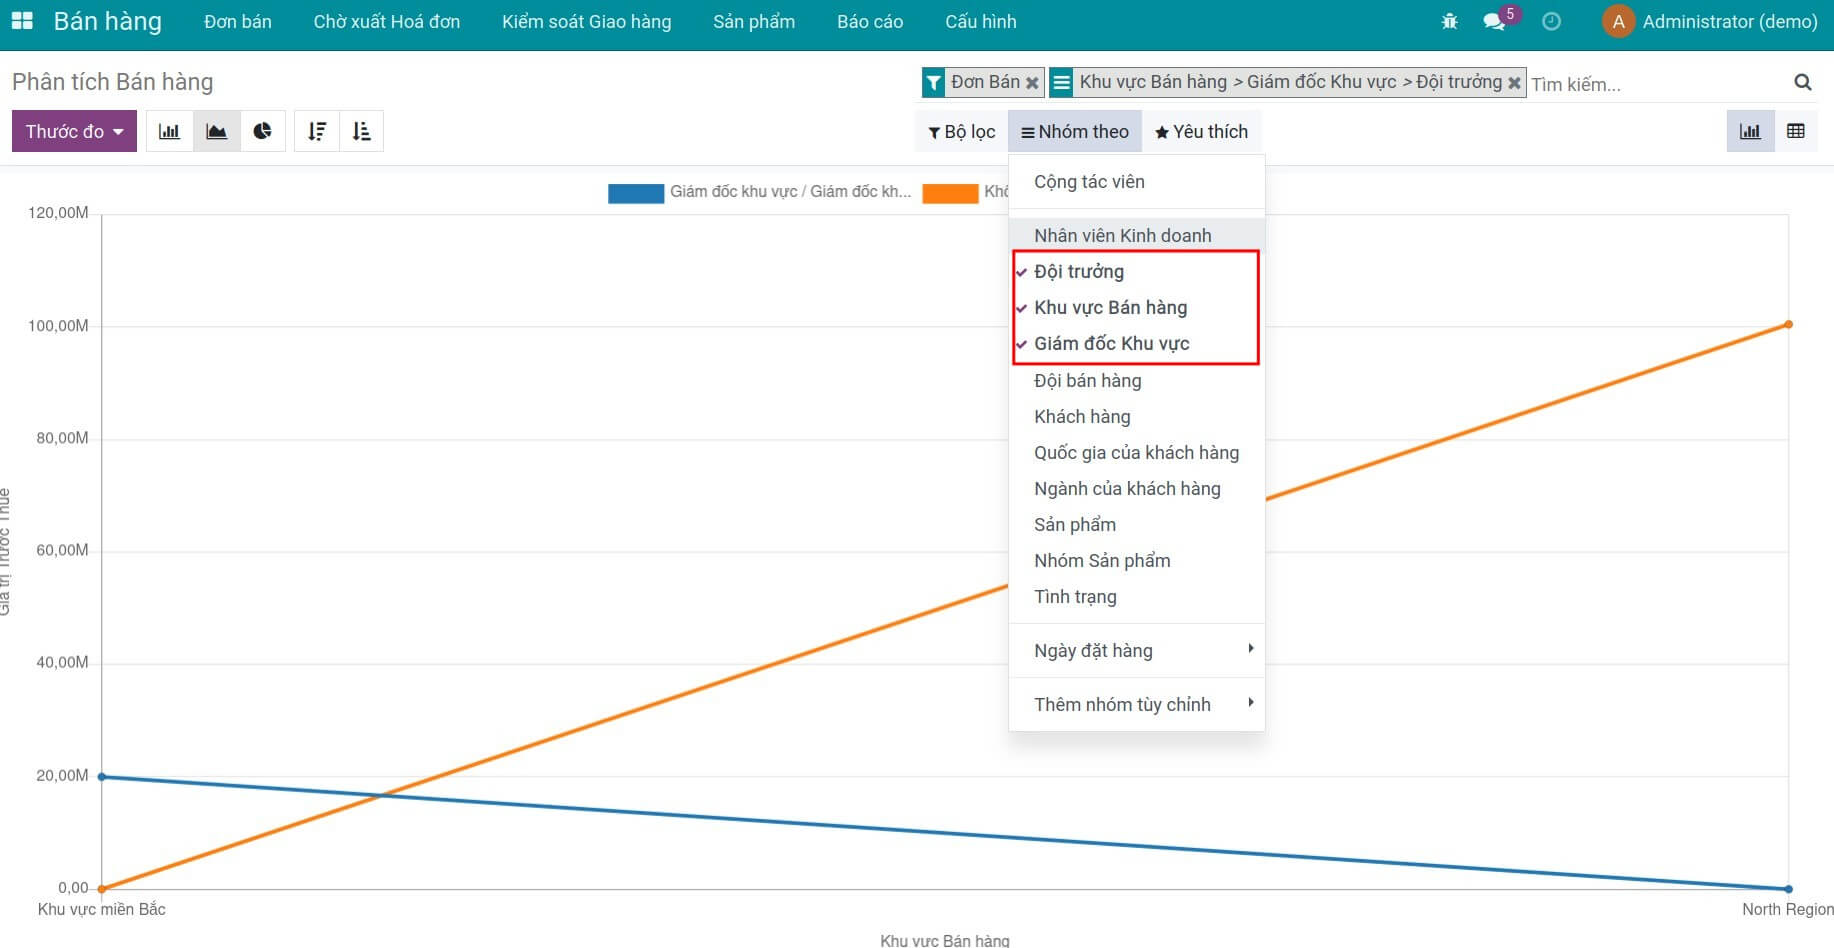 Bán hàng Đơn bán Chờ xuất Hoá đơn Kiểm soát Giao hàng Sản phẩm Báo cáo Cấu hình 5 A Administrator (demo)
Phân tích Bán hàng Đơn Bán Khu vực Bán hàng > Giám đốc Khu vực > Đội trưởng Tìm kiếm...
Thước đo Bộ lọc Nhóm theo Yêu thích
Giám đốc khu vực / Giám đốc kh...
Cộng tác viên
Nhân viên Kinh doanh
Đội trưởng
Khu vực Bán hàng
Giám đốc Khu vực
Đội bán hàng
Khách hàng
Quốc gia của khách hàng
Ngành của khách hàng
Sản phẩm
Nhóm Sản phẩm
Tình trạng
Ngày đặt hàng
Thêm nhóm tùy chỉnh
120,00M
100,00M
80,00M
60,00M
40,00M
20,00M
0,00
Giá trị Trước Thuế
Khu vực miền Bắc North Region
Khu vực Bán hàng